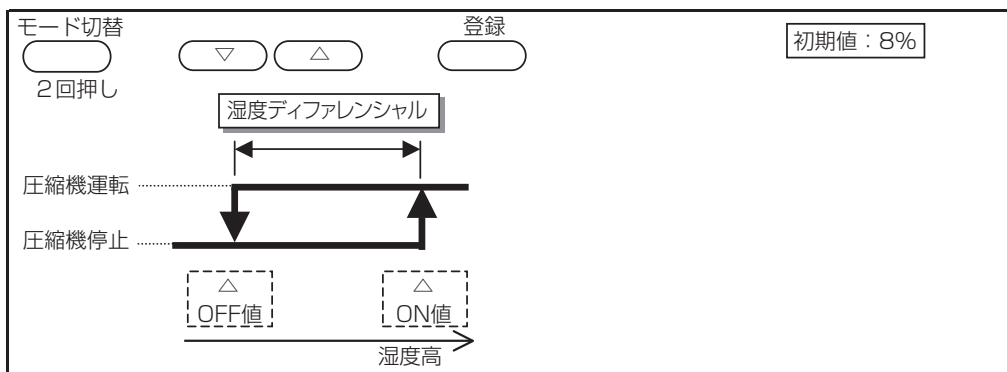 モード切替
登録
初期値：8%
▽
△
2回押し
湿度ディファレンシャル
圧縮機運転
圧縮機停止
△
OFF値
△
ON値
湿度高